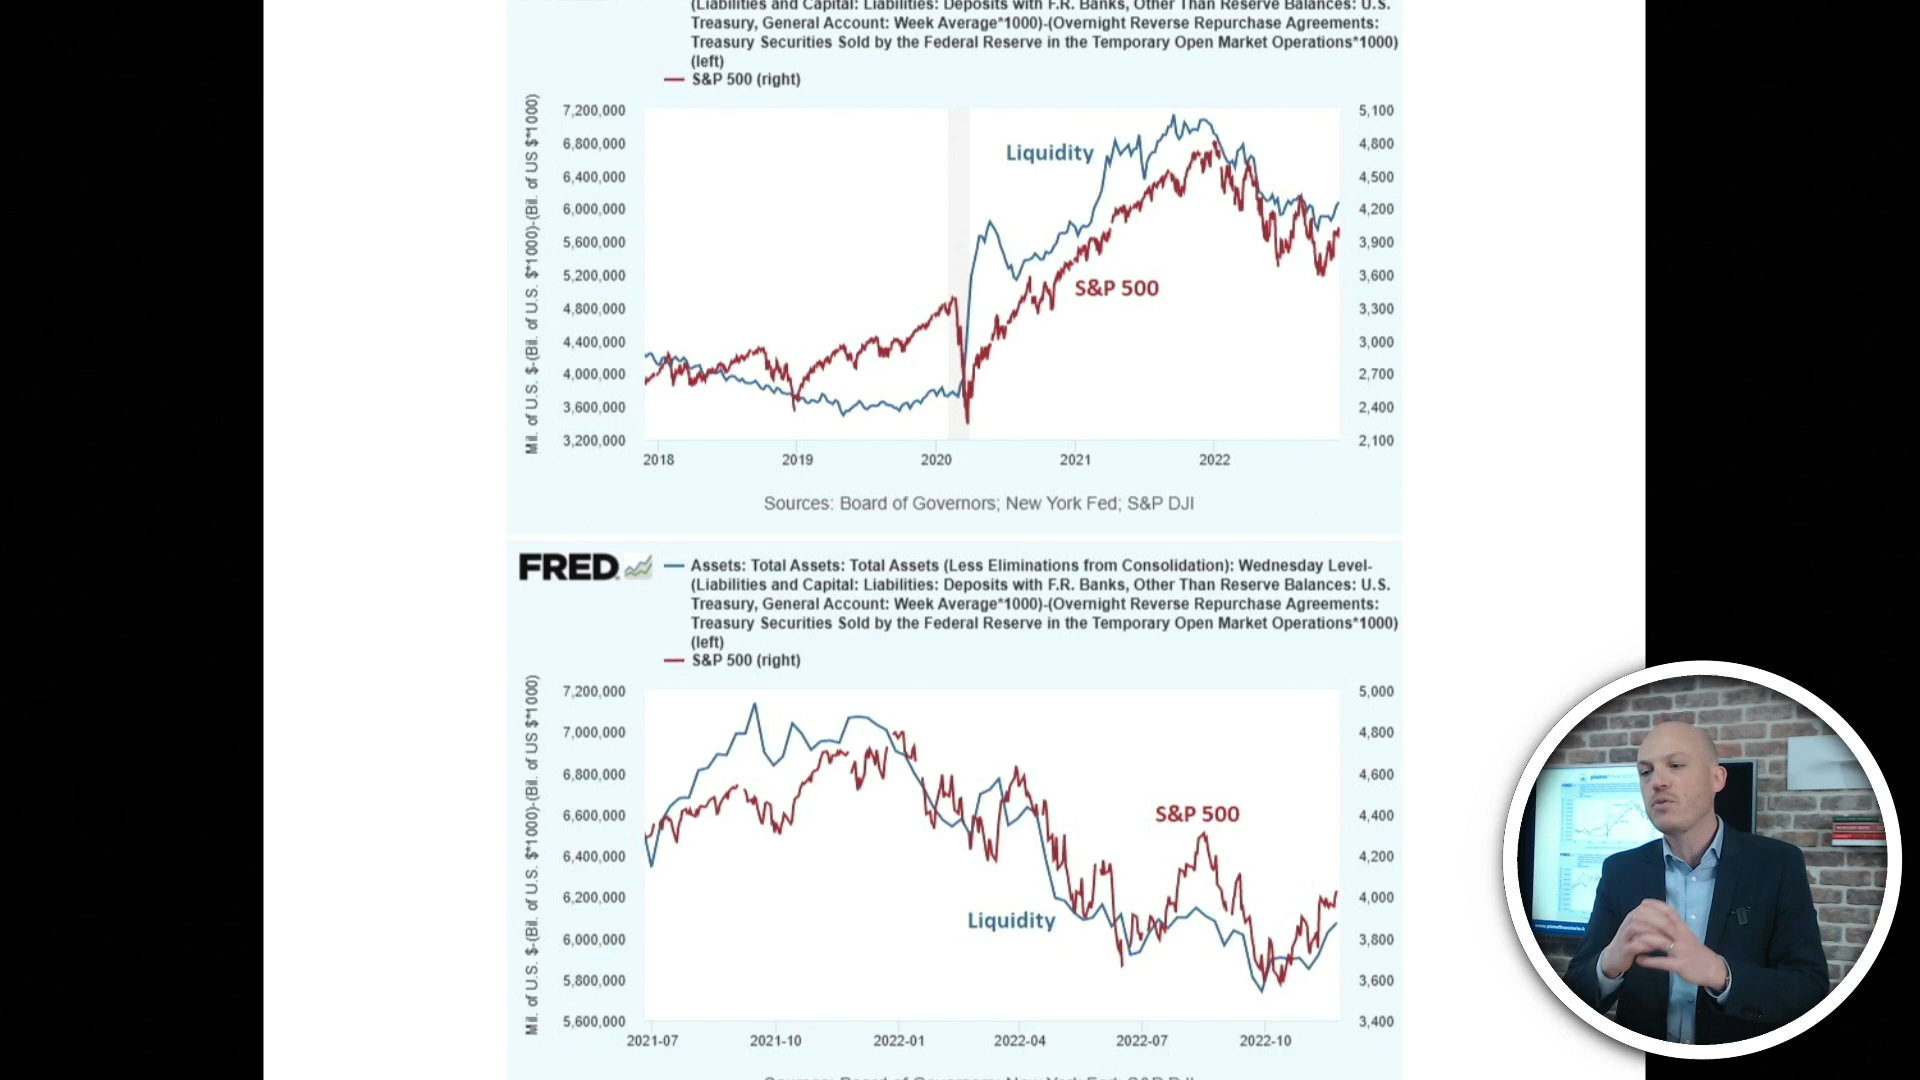 (Liabilities and Capital: Liabilities: Deposits with F.R. Banks, Other Than Reserve Balances: U.S.
Treasury, General Account: Week Average*1000)-(Overnight Reverse Repurchase Agreements:
Treasury Securities Sold by the Federal Reserve in the Temporary Open Market Operations*1000)
(left)
S&P 500 (right)
Mil. of U.S. $-(Bil. of U.S. $*1000)-(Bil. of US $*1000)
7,200,000
6,800,000
6,400,000
6,000,000
5,600,000
5,200,000
4,800,000
4,400,000
4,000,000
3,600,000
3,200,000
Liquidity
S&P 500
5,100
4,800
4,500
4,200
3,900
3,600
3,300
3,000
2,700
2,400
2,100
2018 2019 2020 2021 2022
Sources: Board of Governors; New York Fed; S&P DJI
FRED
Assets: Total Assets: Total Assets (Less Eliminations from Consolidation): Wednesday Level-
(Liabilities and Capital: Liabilities: Deposits with F.R. Banks, Other Than Reserve Balances: U.S.
Treasury, General Account: Week Average*1000)-(Overnight Reverse Repurchase Agreements:
Treasury Securities Sold by the Federal Reserve in the Temporary Open Market Operations*1000)
(left)
S&P 500 (right)
Mil. of U.S. $-(Bil. of U.S. $*1000)-(Bil. of US $*1000)
7,200,000
7,000,000
6,800,000
6,600,000
6,400,000
6,200,000
6,000,000
5,800,000
5,600,000
S&P 500
Liquidity
5,000
4,800
4,600
4,400
4,200
4,000
3,800
3,600
3,400
2021-07 2021-10 2022-01 2022-04 2022-07 2022-10